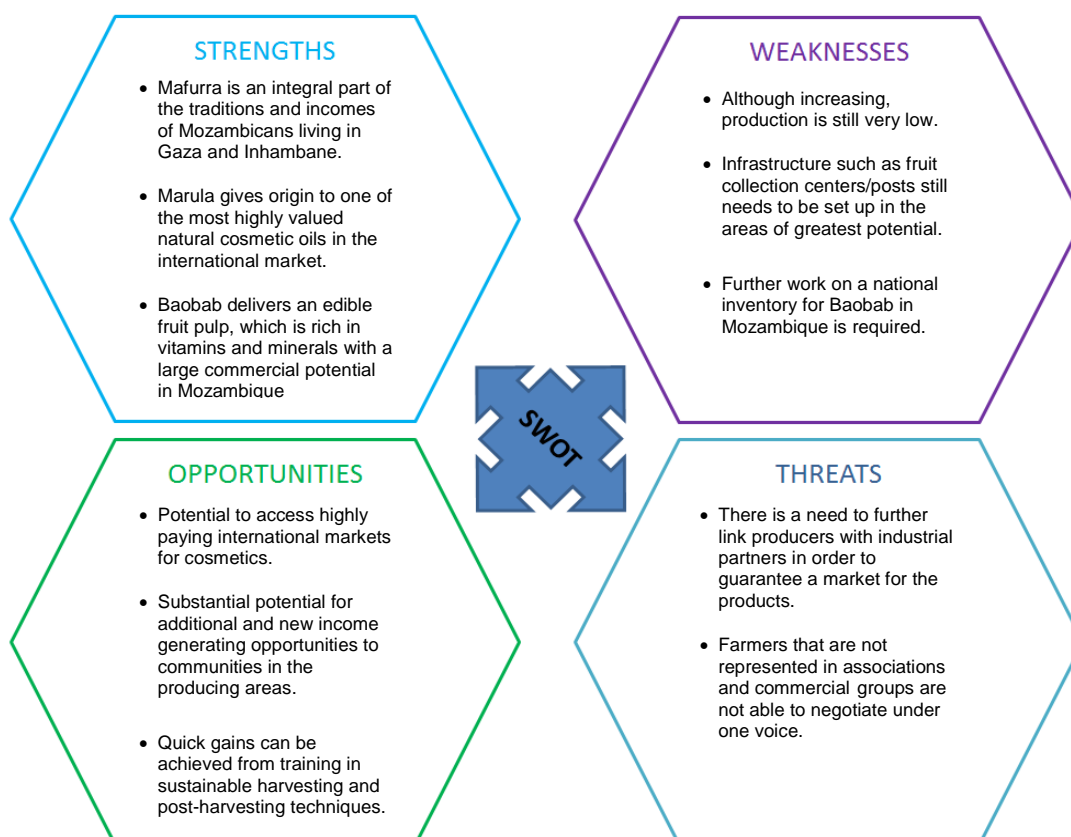 STRENGTHS
• Mafurra is an integral part of
the traditions and incomes
of Mozambicans living in
Gaza and Inhambane.
• Marula gives origin to one of
the most highly valued
natural cosmetic oils in the
international market.
• Baobab delivers an edible
fruit pulp, which is rich in
vitamins and minerals with a
large commercial potential
in Mozambique
WEAKNESSES
• Although increasing,
production is still very low.
• Infrastructure such as fruit
collection centers/posts still
needs to be set up in the
areas of greatest potential.
• Further work on a national
inventory for Baobab in
Mozambique is required.
SWOT
OPPORTUNITIES
• Potential to access highly
paying international markets
for cosmetics.
• Substantial potential for
additional and new income
generating opportunities to
communities in the
producing areas.
• Quick gains can be
achieved from training in
sustainable harvesting and
post-harvesting techniques.
THREATS
• There is a need to further
link producers with industrial
partners in order to
guarantee a market for the
products.
• Farmers that are not
represented in associations
and commercial groups are
not able to negotiate under
one voice.